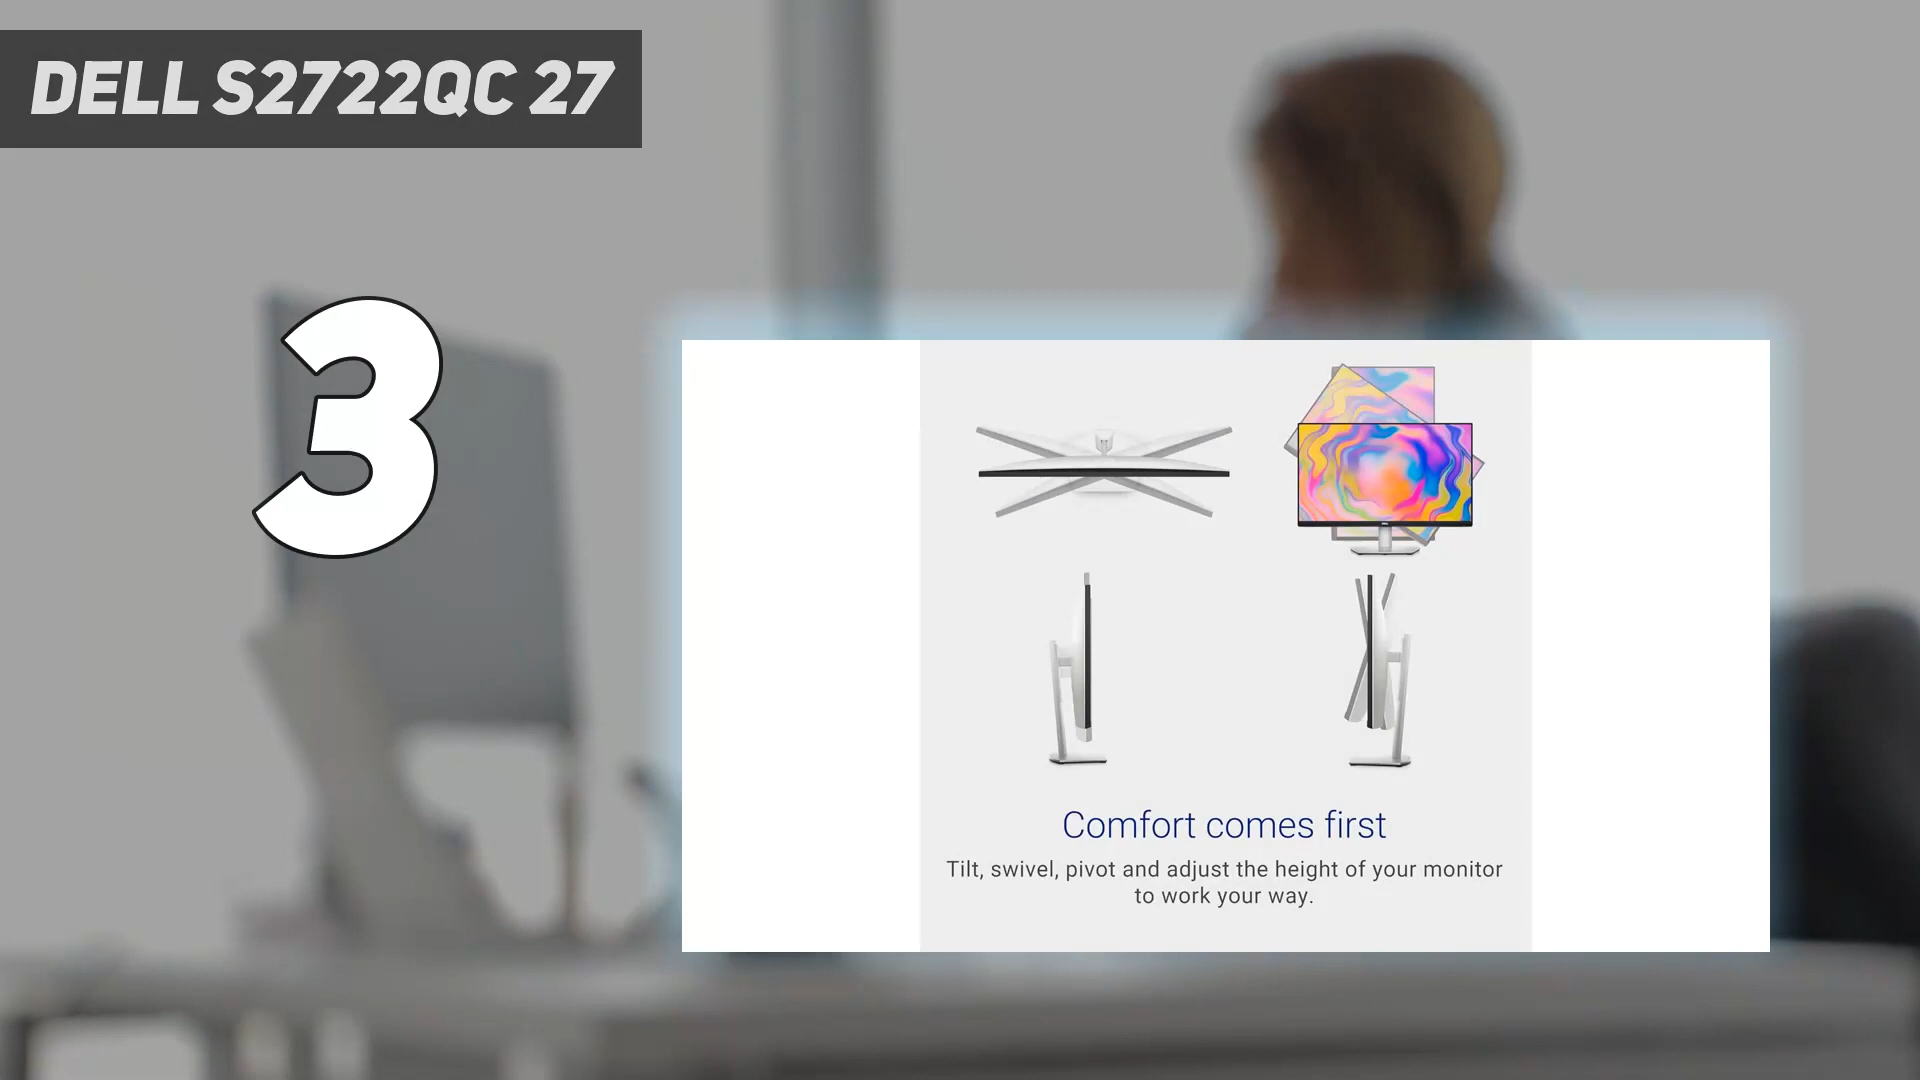 DELL S2722QC 27
3
Comfort comes first
Tilt, swivel, pivot and adjust the height of your monitor
to work your way.